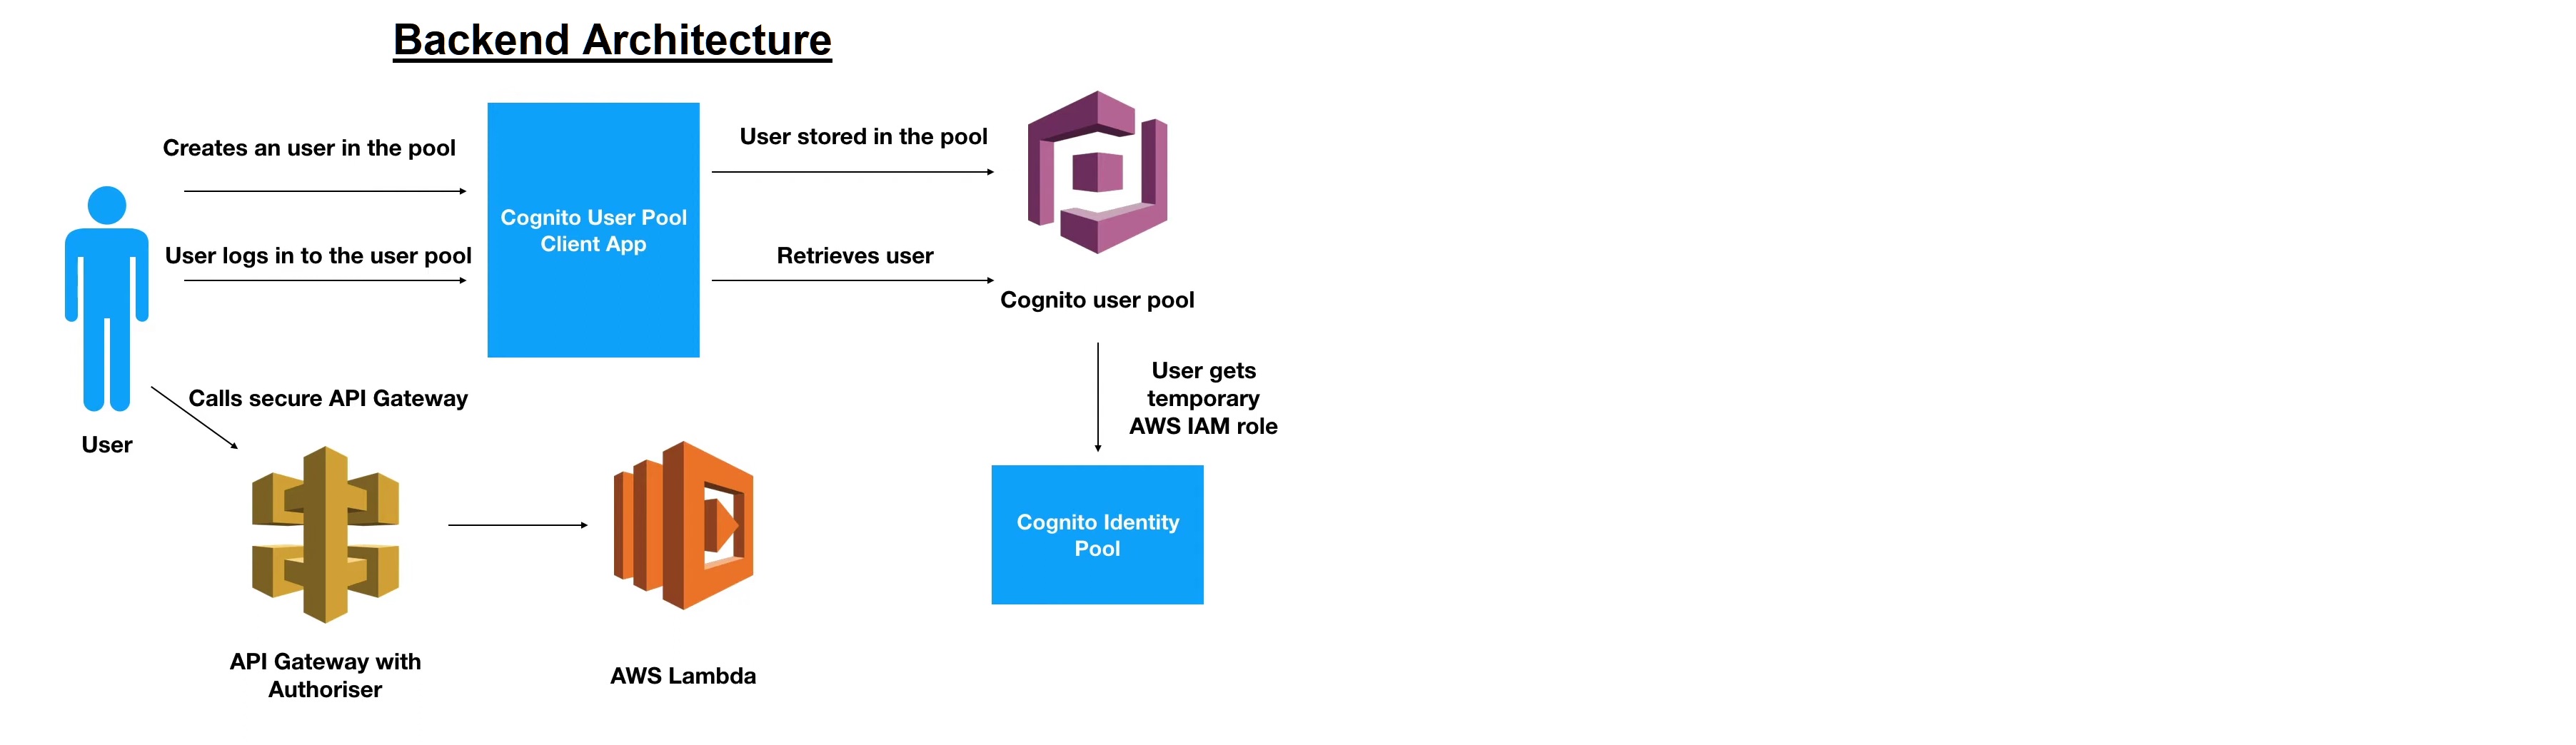 Backend Architecture
Creates an user in the pool
User stored in the pool
Cognito User Pool
Client App
User logs in to the user pool
Retrieves user
Cognito user pool
User gets
temporary
AWS IAM role
Calls secure API Gateway
User
Cognito Identity
Pool
API Gateway with
Authoriser
AWS Lambda